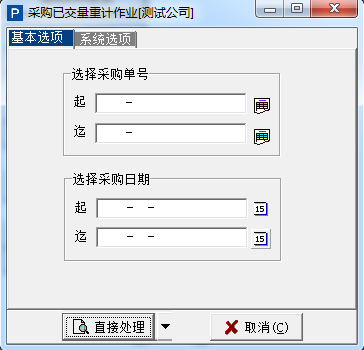 采购已交量重计作业[测试公司]
基本选项 系统选项
选择采购单号
起 -
迄 -
选择采购日期
起 - -
15
迄 - -
15
直接处理 取消(C)